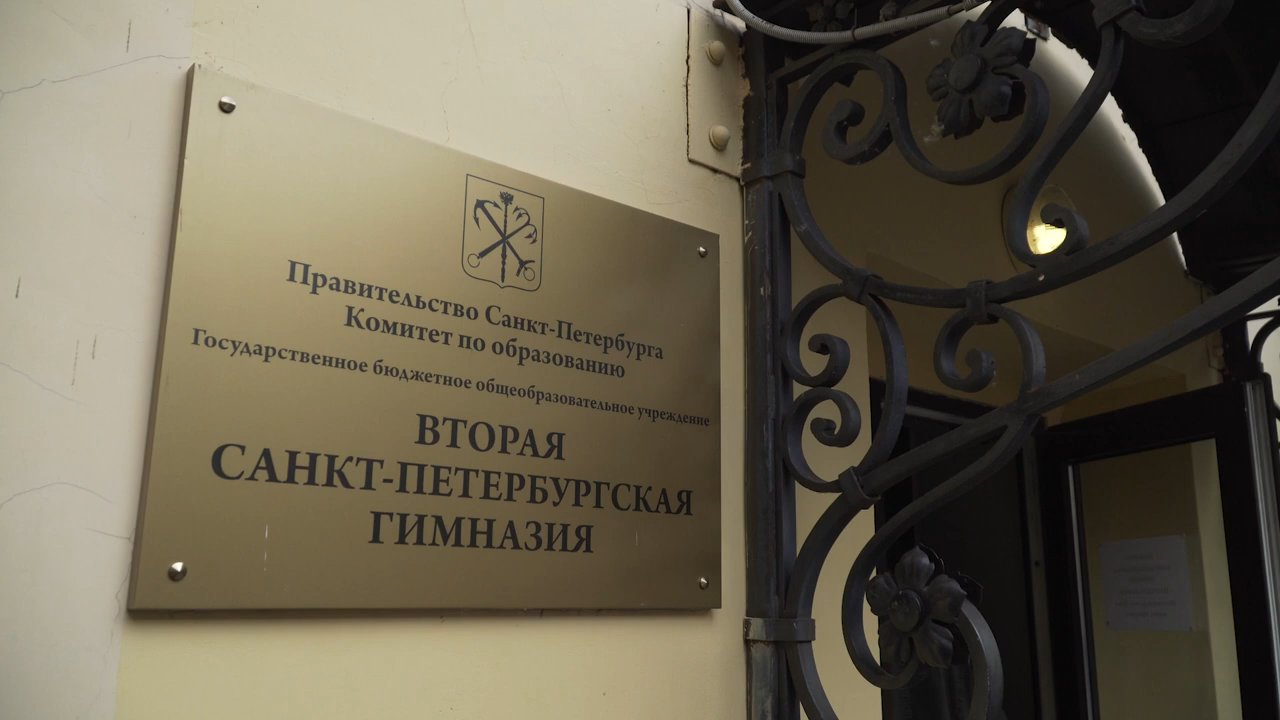 Правительство Санкт-Петербурга
Комитет по образованию
Государственное бюджетное общеобразовательное учреждение
ВТОРАЯ
САНКТ-ПЕТЕРБУРГСКАЯ
ГИМНАЗИЯ